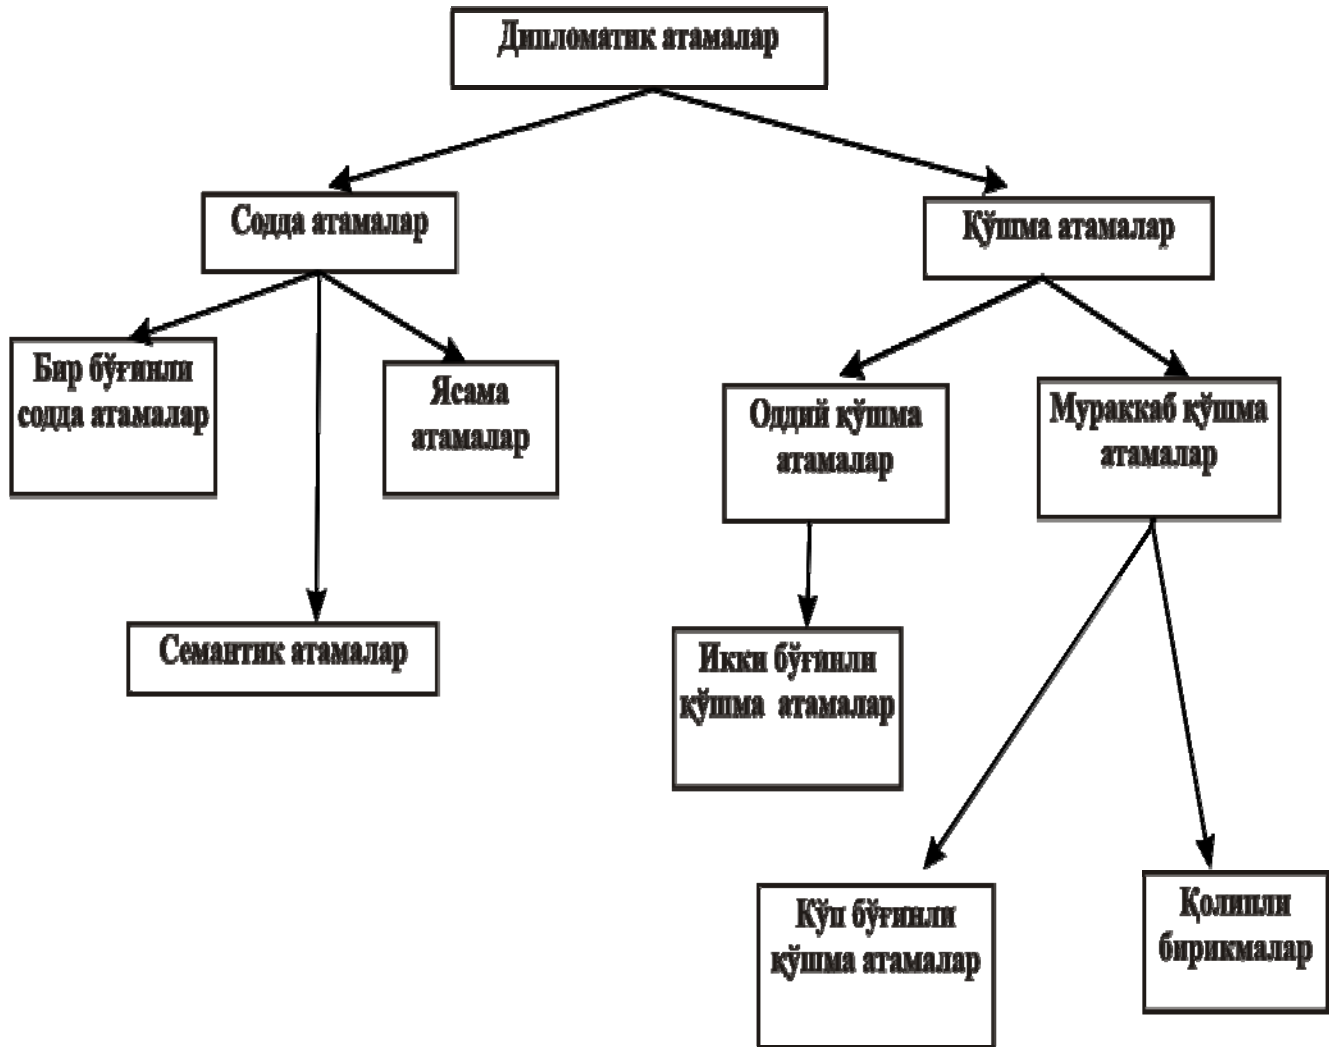 Дипломатик атамалар
Содда атамалар
Қўшма атамалар
Бир бўғинли
содда атамалар
Ясама
атамалар
Оддий қўшма
атамалар
Мураккаб қўшма
атамалар
Семантик атамалар
Икки бўғинли
қўшма атамалар
Кўп бўғинли
қўшма атамалар
Қолипли
бирикмалар